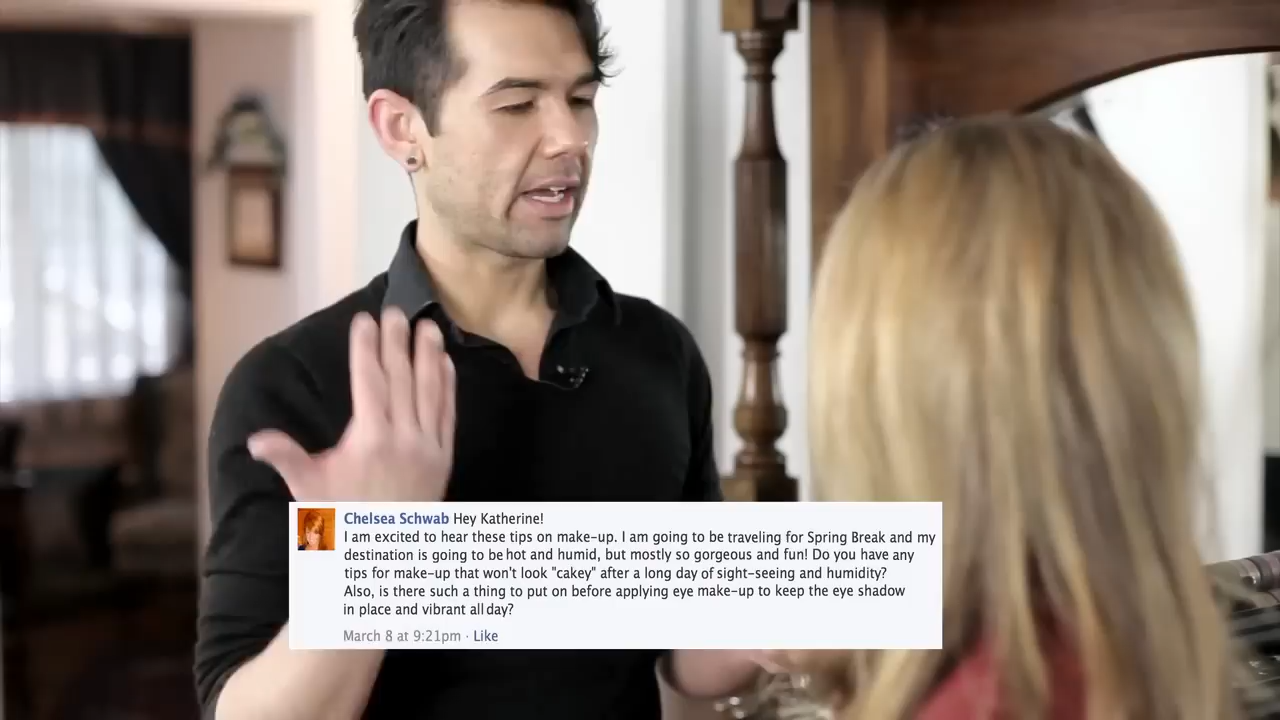 Chelsea Schwab Hey Katherine!
I am excited to hear these tips on make-up. I am going to be traveling for Spring Break and my
destination is going to be hot and humid, but mostly so gorgeous and fun! Do you have any
tips for make-up that won't look "cakey" after a long day of sight-seeing and humidity?
Also, is there such a thing to put on before applying eye make-up to keep the eye shadow
in place and vibrant all day?
March 8 at 9:21pm · Like